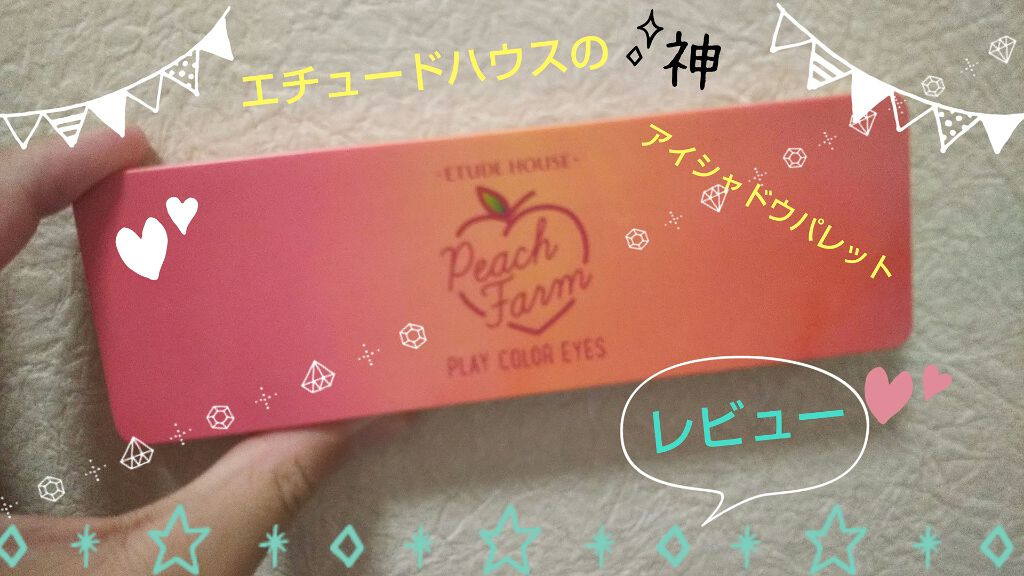 エチュードハウスの神
アイシャドウパレット
-ETUDE HOUSE-
Peach
Farm
PLAY COLOR EYES
レビュー